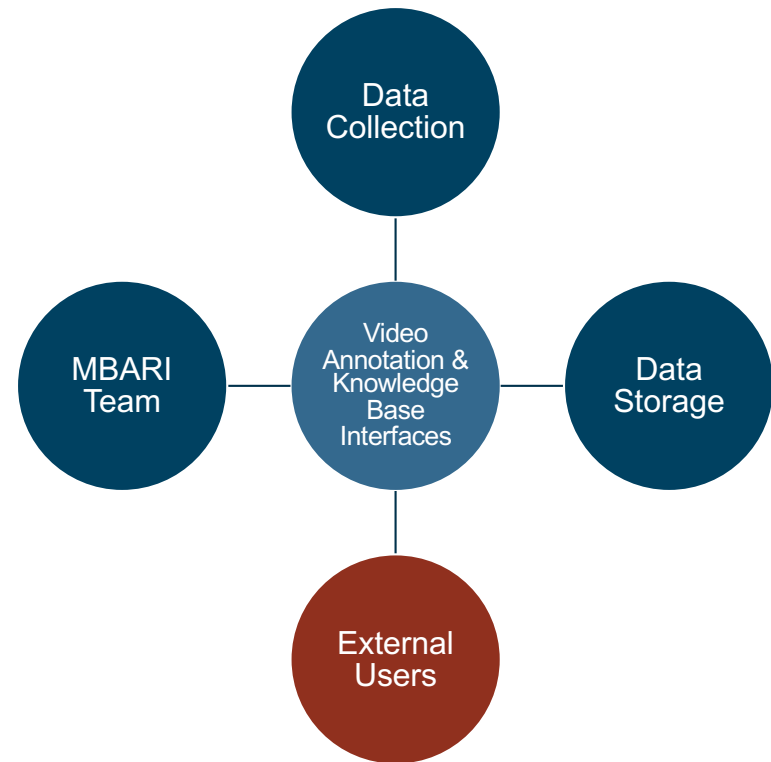 Data
Collection
MBARI
Team
Video
Annotation &
Knowledge
Base
Interfaces
Data
Storage
External
Users